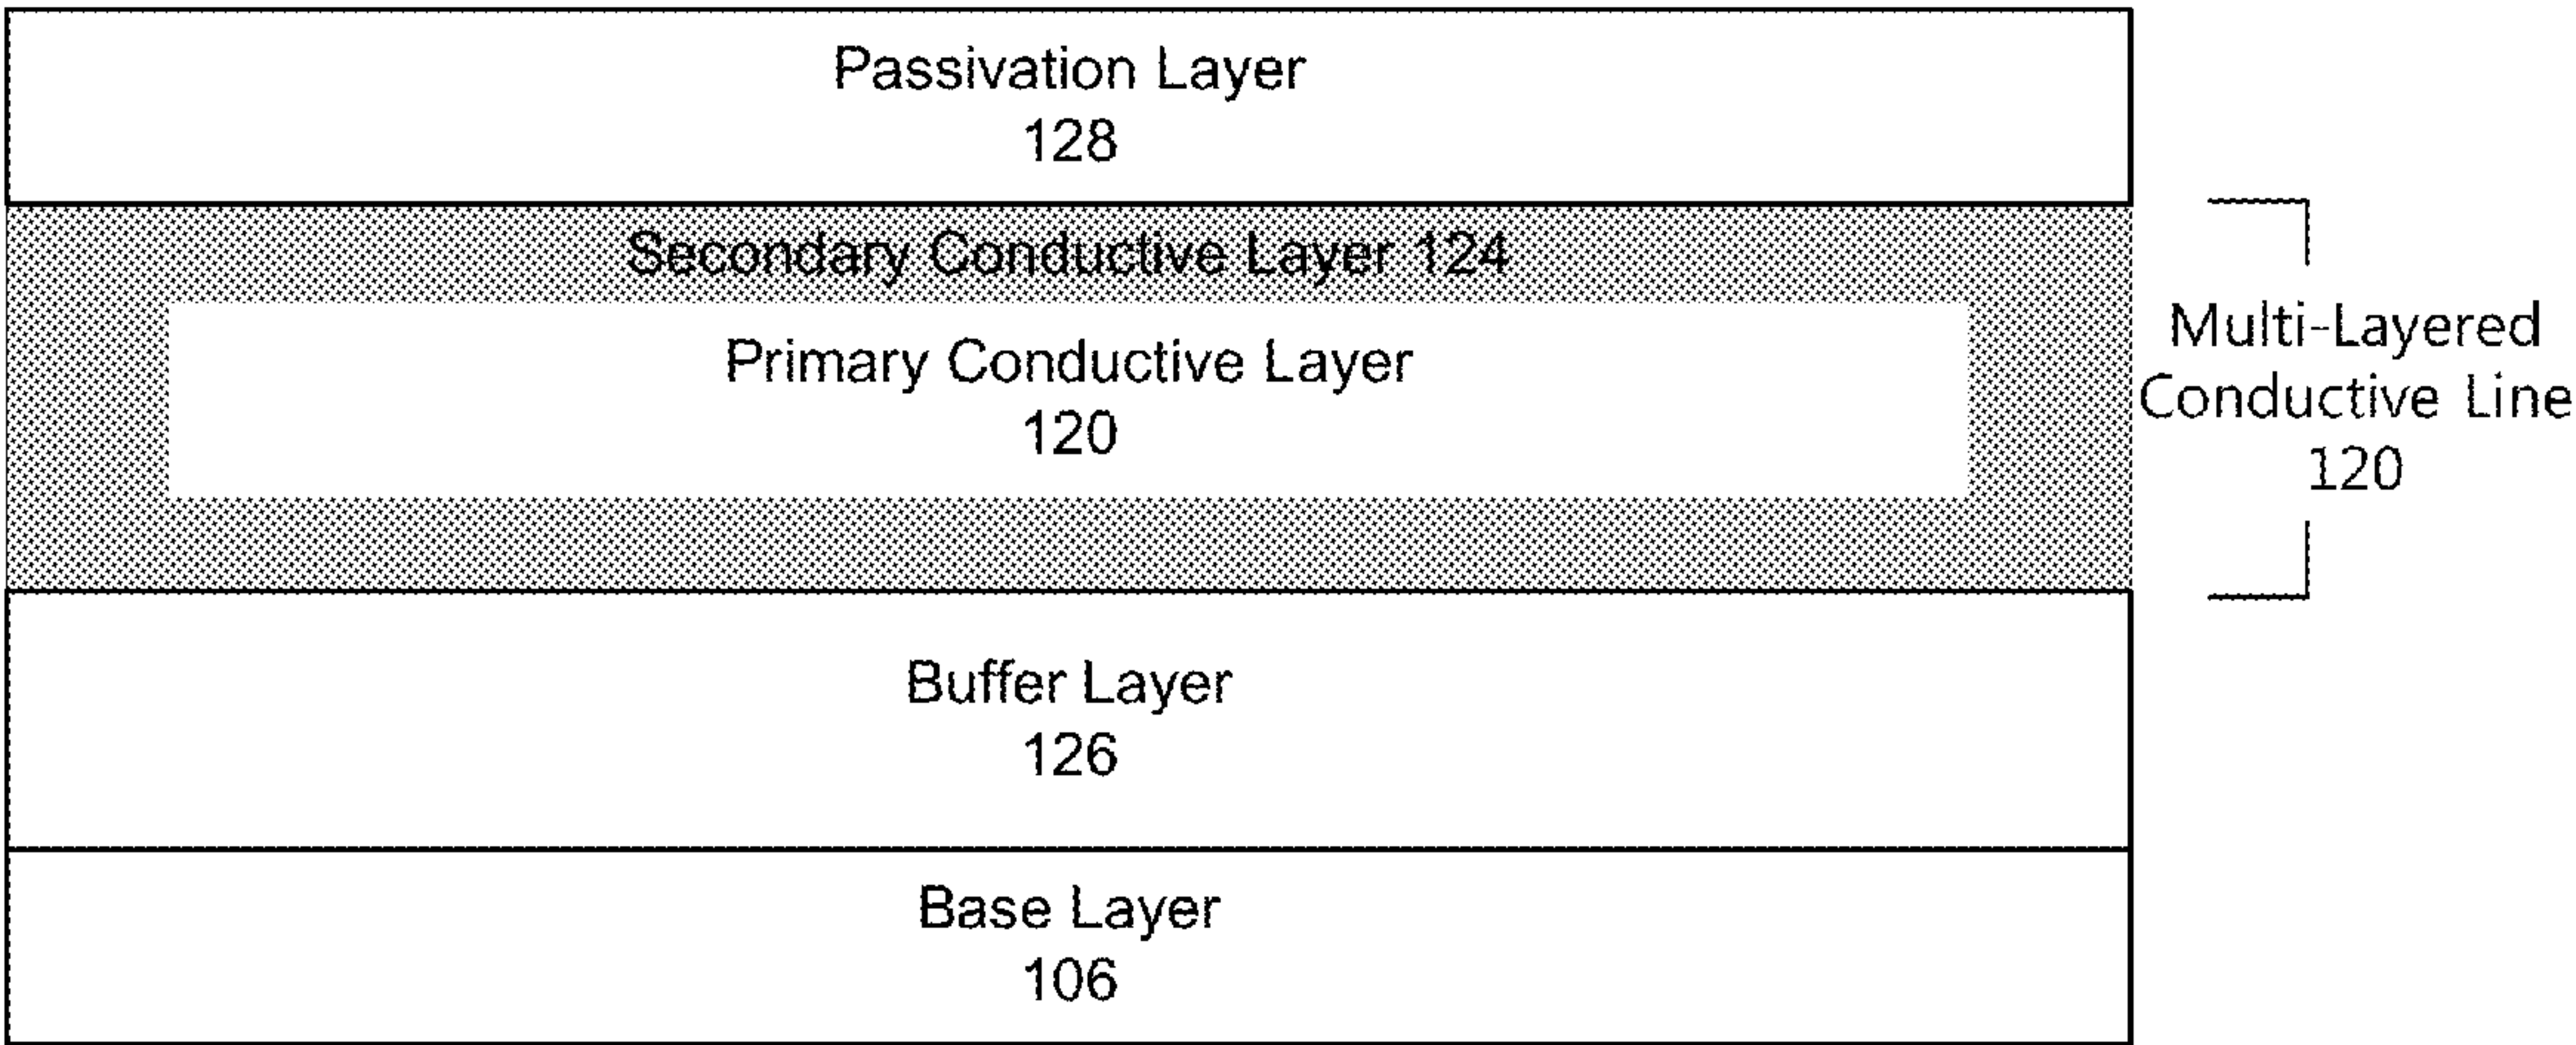 Passivation Layer
128
Secondary Conductive Layer 124
Primary Conductive Layer
120
Multi-Layered
Conductive Line
120
Buffer Layer
126
Base Layer
106